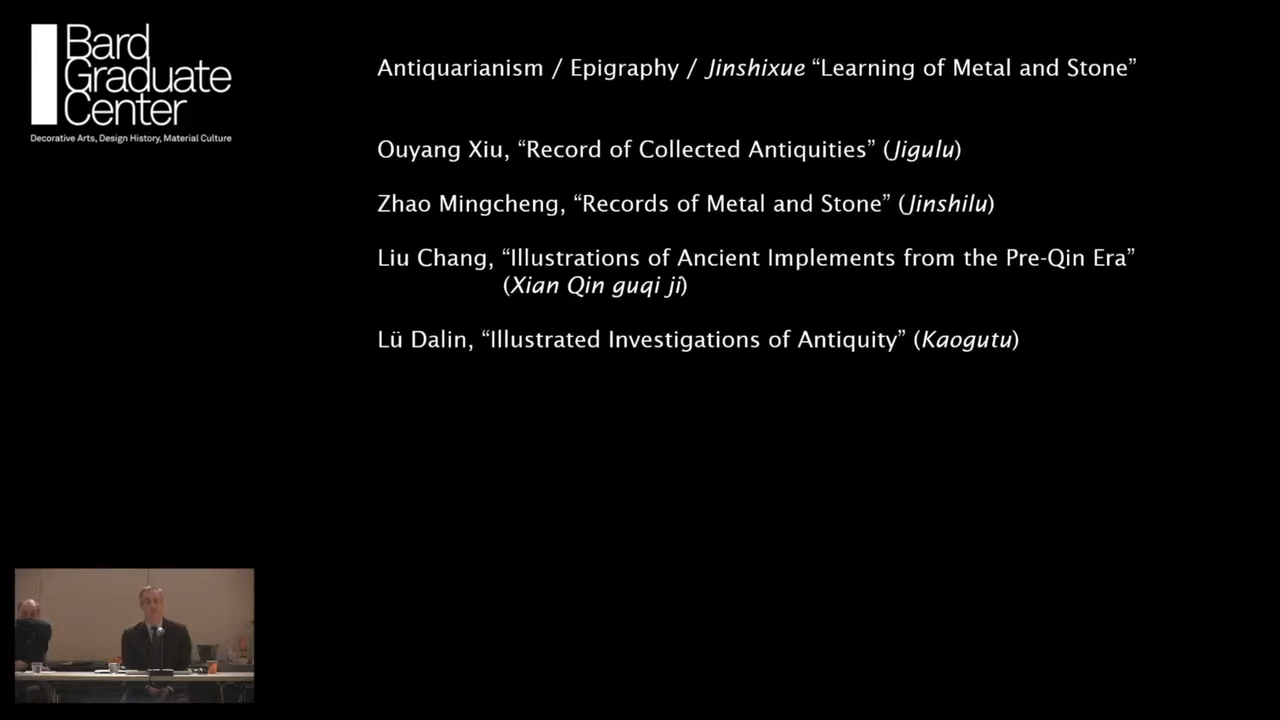 Bard
Graduate
Center
Decorative Arts, Design History, Material Culture
Antiquarianism / Epigraphy / Jinshixue “Learning of Metal and Stone”
Ouyang Xiu, “Record of Collected Antiquities” (Jigulu)
Zhao Mingcheng, “Records of Metal and Stone” (Jinshilu)
Liu Chang, “Illustrations of Ancient Implements from the Pre-Qin Era”
(Xian Qin guqi ji)
Lü Dalin, “Illustrated Investigations of Antiquity” (Kaogutu)